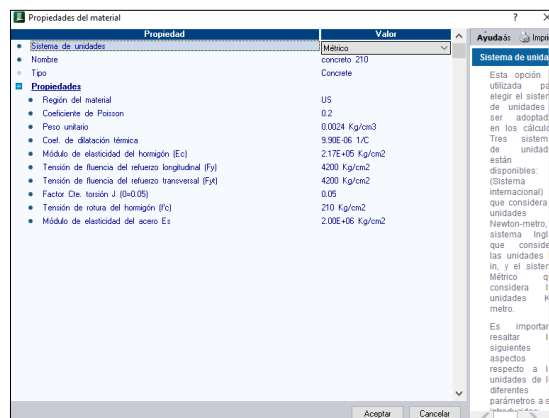 Propiedades del material
?
Propiedad Valor
Sistema de unidades Métrico
Nombre concreto 210
Tipo Concrete
Propiedades
Región del material US
Coeficiente de Poisson 0.2
Peso unitario 0.0024 Kg/cm3
Coef. de dilatación térmica 9.90E-06 1/C
Módulo de elasticidad del hormigón (Ec) 2.17E+05 Kg/cm2
Tensión de fluencia del refuerzo longitudinal (Fy) 4200 Kg/cm2
Tensión de fluencia del refuerzo transversal (Fyt) 4200 Kg/cm2
Factor Cte. torsión J (0=0.05) 0.05
Tensión de rotura del hormigón (f'c) 210 Kg/cm2
Módulo de elasticidad del acero Es 2.00E+06 Kg/cm2
Aceptar Cancelar
Ayuda ás Impri
Sistema de unida
Esta opción
utilizada pa
elegir el sister
de unidades
ser adoptad
en los cálculo
Tres sistem
de unidad
están
disponibles:
(Sistema
internacional)
que considera
unidades
Newton-metro,
sistema Ingl
que conside
las unidades
in, y el sister
Métrico q
considera l
unidades K
metro.
Es importar
resaltar l
siguientes
aspectos
respecto a l
unidades de l
diferentes
parámetros a s